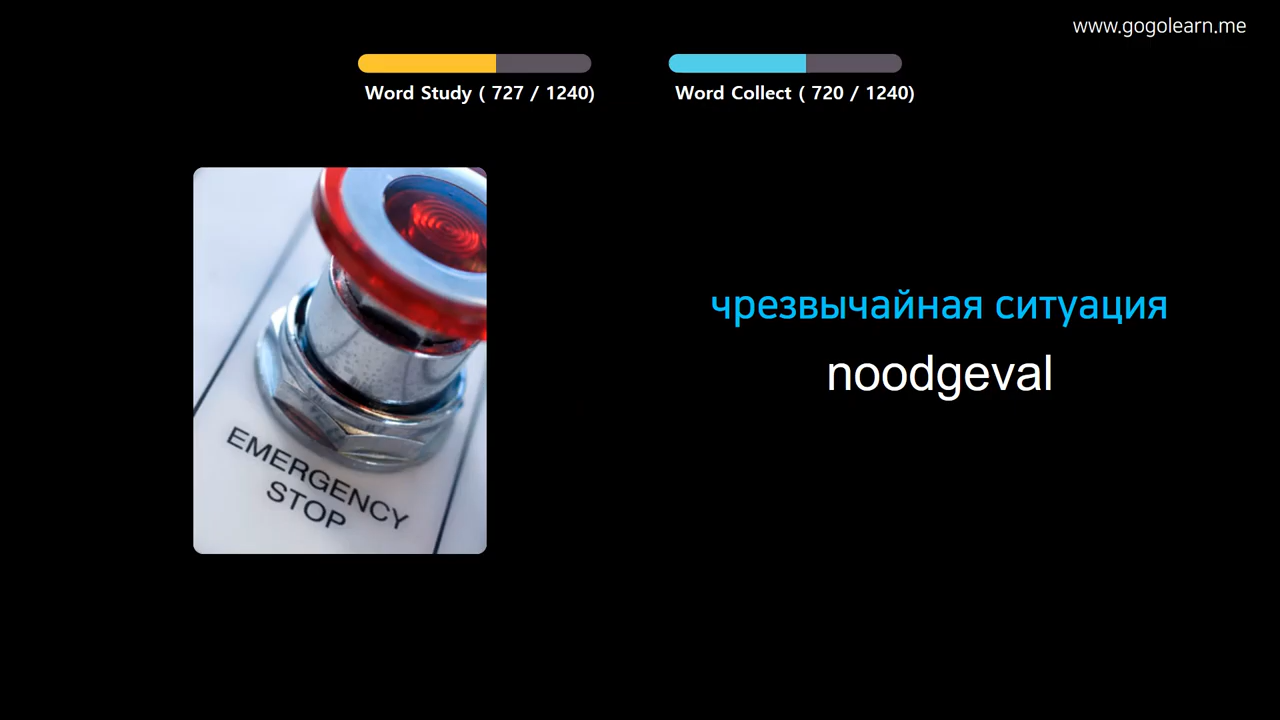 www.gogolearn.me
Word Study ( 727 / 1240)
Word Collect ( 720 / 1240)
чрезвычайная ситуация
noodgeval
EMERGENCY
STOP